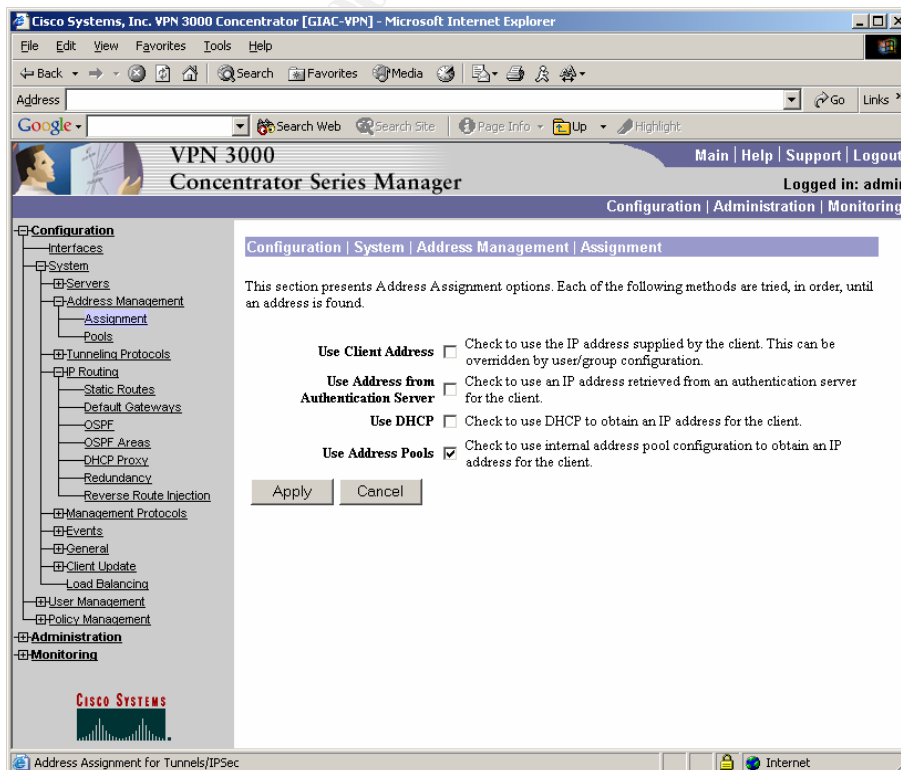 Cisco Systems, Inc. VPN 3000 Concentrator [GIAC-VPN] - Microsoft Internet Explorer
File Edit View Favorites Tools Help
Back Search Favorites Media
Address Go Links
Google Search Web Search Site Page Info Up Highlight
VPN 3000
Concentrator Series Manager
Main | Help | Support | Logout
Logged in: admin
Configuration | Administration | Monitoring
Configuration
Interfaces
System
Servers
Address Management
Assignment
Pools
Tunneling Protocols
IP Routing
Static Routes
Default Gateways
OSPF
OSPF Areas
DHCP Proxy
Redundancy
Reverse Route Injection
Management Protocols
Events
General
Client Update
Load Balancing
User Management
Policy Management
Administration
Monitoring
CISCO SYSTEMS
Configuration | System | Address Management | Assignment
This section presents Address Assignment options. Each of the following methods are tried, in order, until
an address is found.
Use Client Address Check to use the IP address supplied by the client. This can be
overridden by user/group configuration.
Use Address from
Authentication Server Check to use an IP address retrieved from an authentication server
for the client.
Use DHCP Check to use DHCP to obtain an IP address for the client.
Use Address Pools Check to use internal address pool configuration to obtain an IP
address for the client.
Apply Cancel
Address Assignment for Tunnels/IPSec Internet